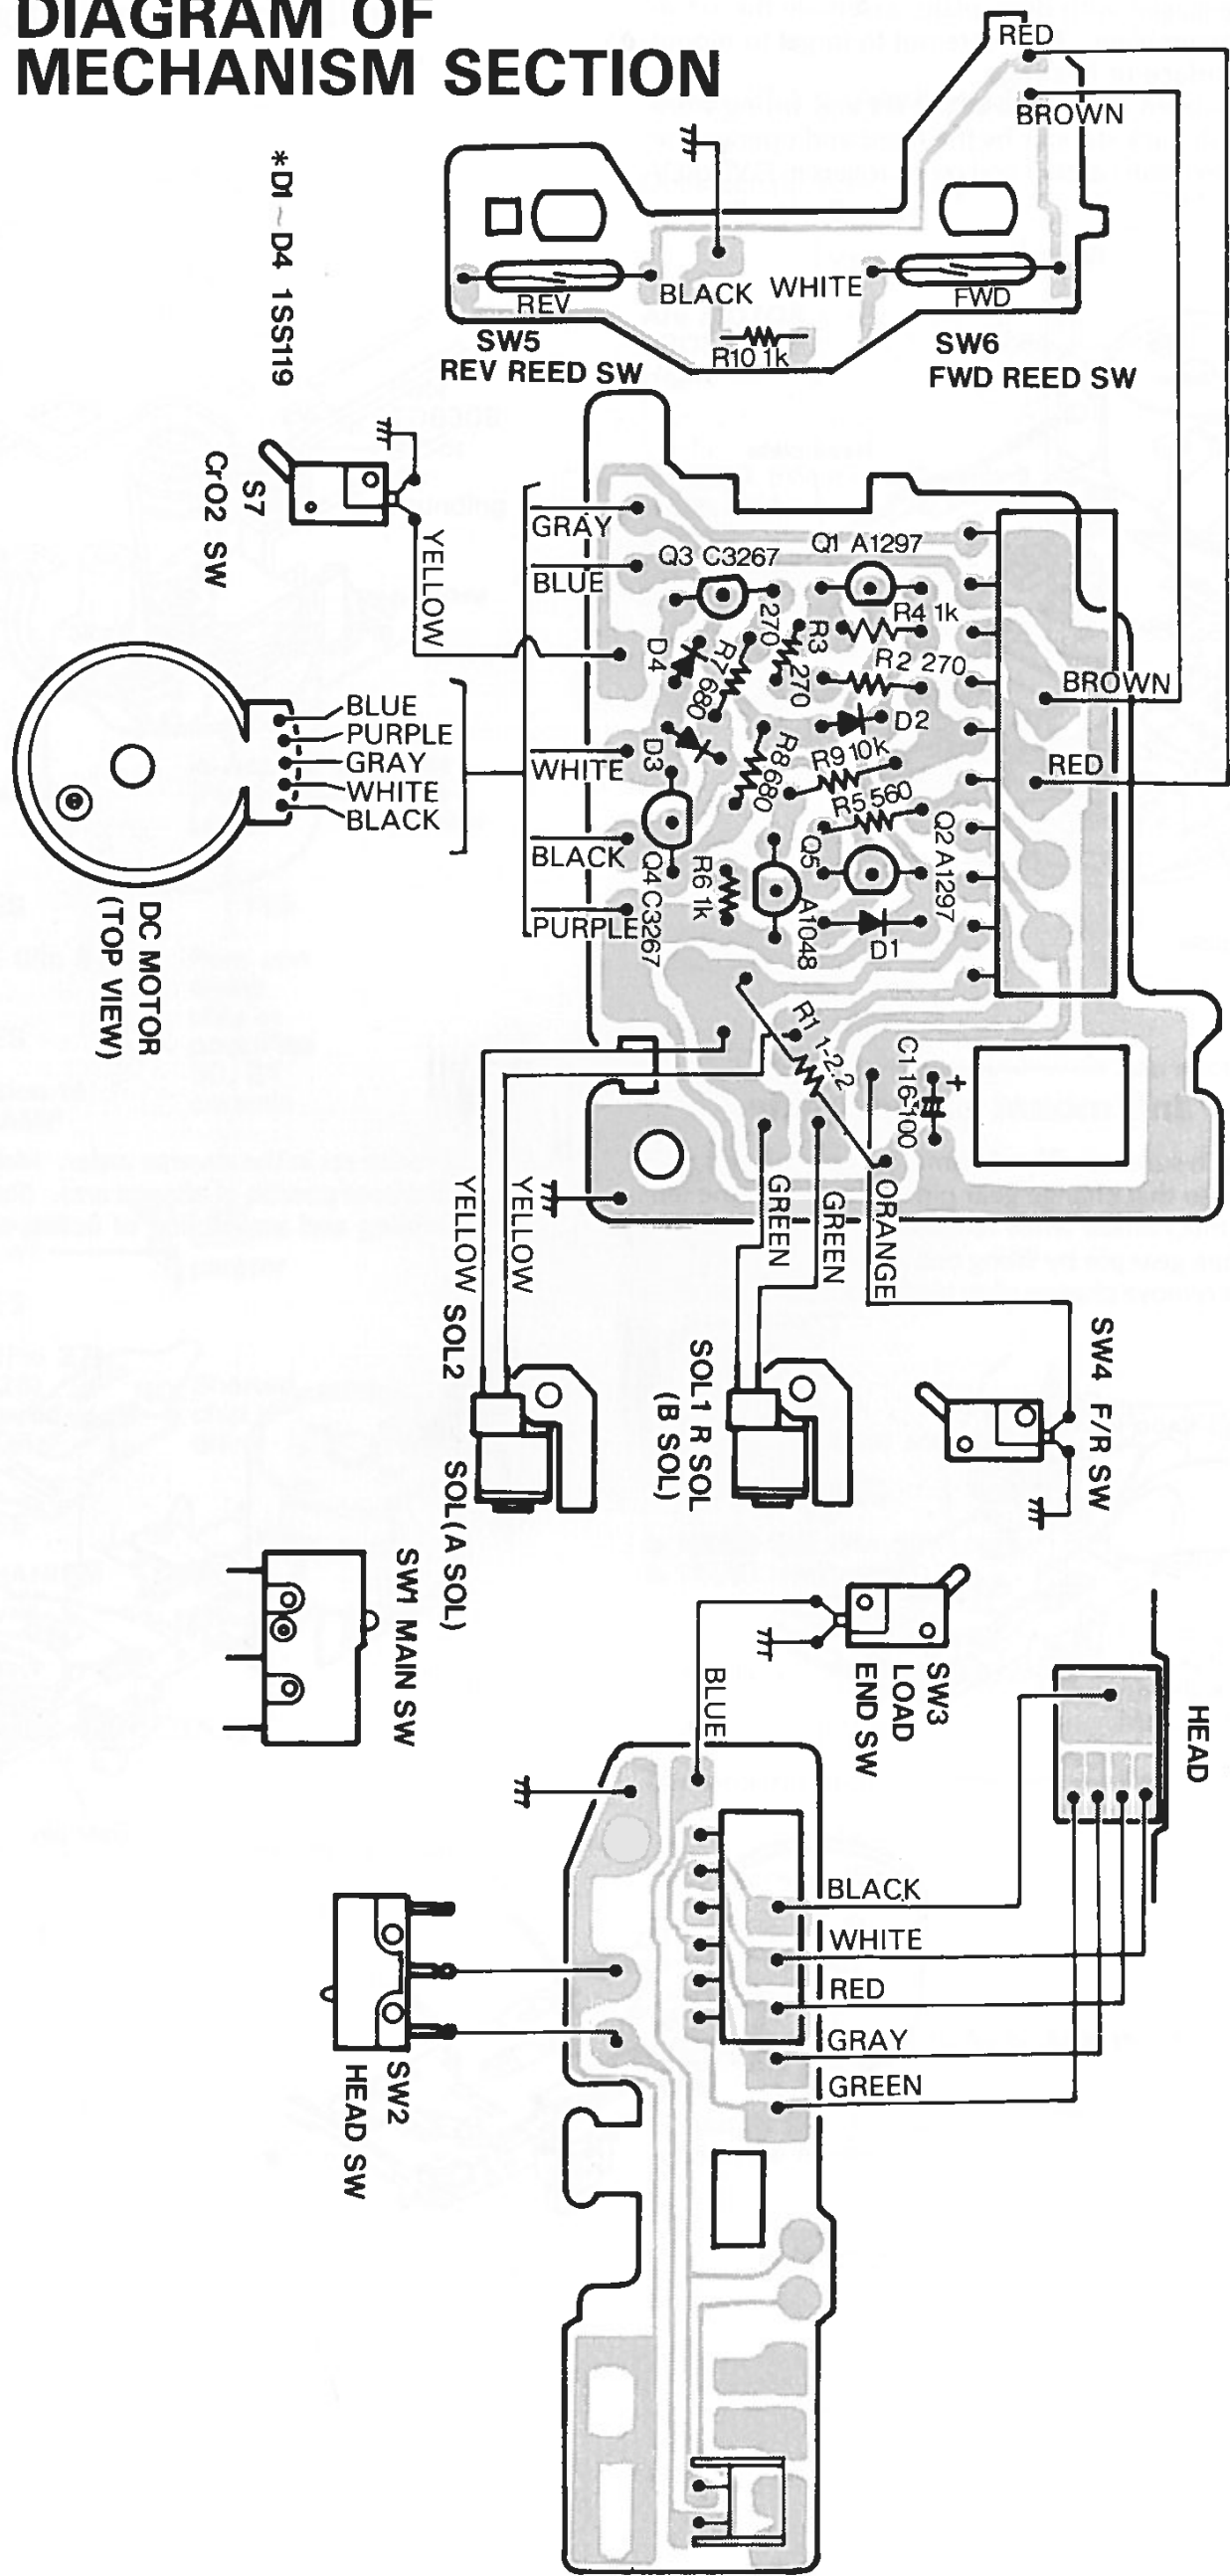 DIAGRAM OF
MECHANISM SECTION
RED
BROWN
*D1~D4 1SS119
REV
BLACK
WHITE
FWD
R10 1k
SW5
REV REED SW
SW6
FWD REED SW
S7
CrO2 SW
YELLOW
GRAY
BLUE
WHITE
BLACK
PURPLE
Q3 C3267
Q1 A1297
R4 1k
R2 270
270
R3
270
D4
R7 680
D2
D3
R8 680
R9 10k
R5 560
Q5
A1048
Q2 A1297
Q4 C3267
R6 1k
D1
BROWN
RED
BLUE
PURPLE
GRAY
WHITE
BLACK
DC MOTOR
(TOP VIEW)
R1 1-2.2
C1 16-100
+
YELLOW
YELLOW
GREEN
GREEN
ORANGE
SOL2
SOL(A SOL)
SOL1 R SOL
(B SOL)
SW4 F/R SW
SW1 MAIN SW
SW3
LOAD
END SW
BLUE
HEAD
BLACK
WHITE
RED
GRAY
GREEN
SW2
HEAD SW